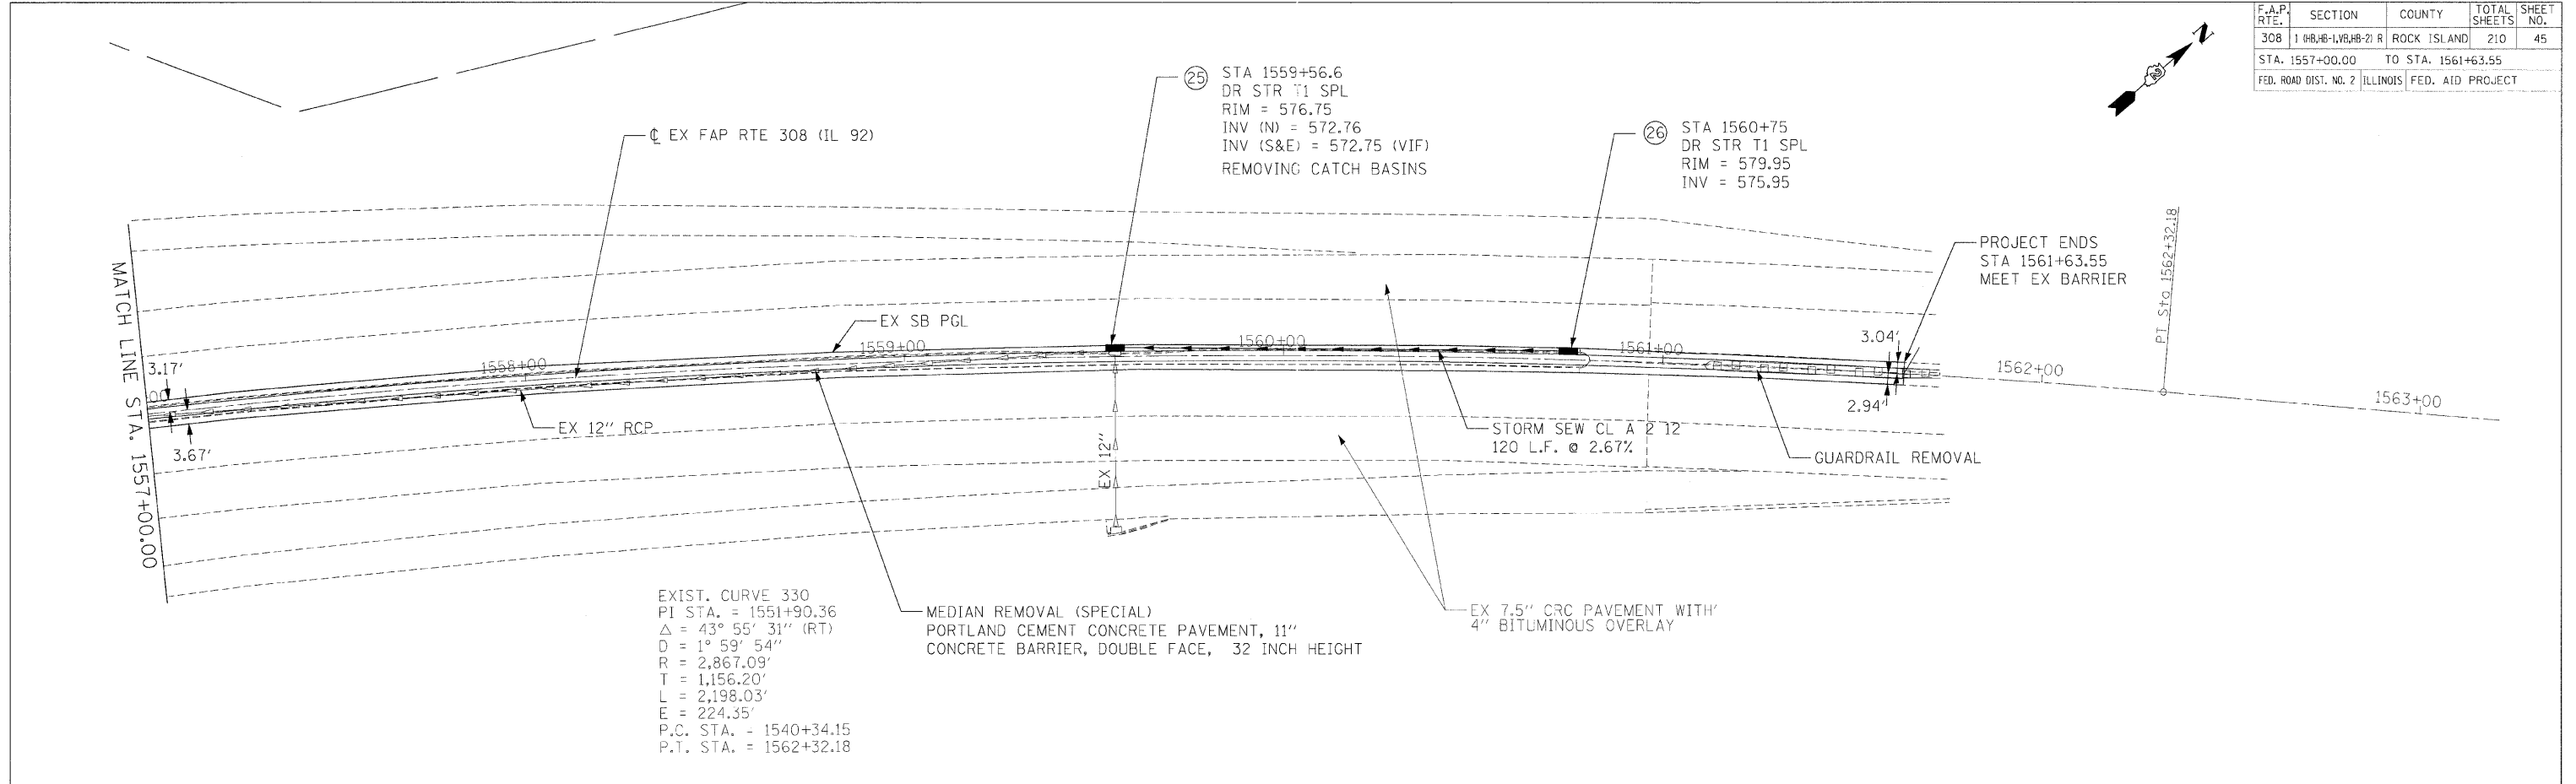 F.A.P. RTE. SECTION COUNTY TOTAL SHEETS SHEET NO.
308 1 (HB,HB-1,VB,HB-2) R ROCK ISLAND 210 45
STA. 1557+00.00 TO STA. 1561+63.55
FED. ROAD DIST. NO. 2 ILLINOIS FED. AID PROJECT
N
25 STA 1559+56.6
DR STR T1 SPL
RIM = 576.75
INV (N) = 572.76
INV (S&E) = 572.75 (VIF)
REMOVING CATCH BASINS
℄ EX FAP RTE 308 (IL 92)
26 STA 1560+75
DR STR T1 SPL
RIM = 579.95
INV = 575.95
PROJECT ENDS
STA 1561+63.55
MEET EX BARRIER
PT Sta 1562+32.18
MATCH LINE STA. 1557+00.00
EX SB PGL
3.17'
00
1558+00
1559+00
1560+00
1561+00
3.04'
1562+00
1563+00
2.94'
3.67'
EX 12" RCP
EX 12"
STORM SEW CL A 2 12
120 L.F. @ 2.67%
GUARDRAIL REMOVAL
EXIST. CURVE 330
PI STA. = 1551+90.36
△ = 43° 55' 31" (RT)
D = 1° 59' 54"
R = 2,867.09'
T = 1,156.20'
L = 2,198.03'
E = 224.35'
P.C. STA. - 1540+34.15
P.T. STA. = 1562+32.18
MEDIAN REMOVAL (SPECIAL)
PORTLAND CEMENT CONCRETE PAVEMENT, 11"
CONCRETE BARRIER, DOUBLE FACE, 32 INCH HEIGHT
EX 7.5" CRC PAVEMENT WITH'
4" BITUMINOUS OVERLAY